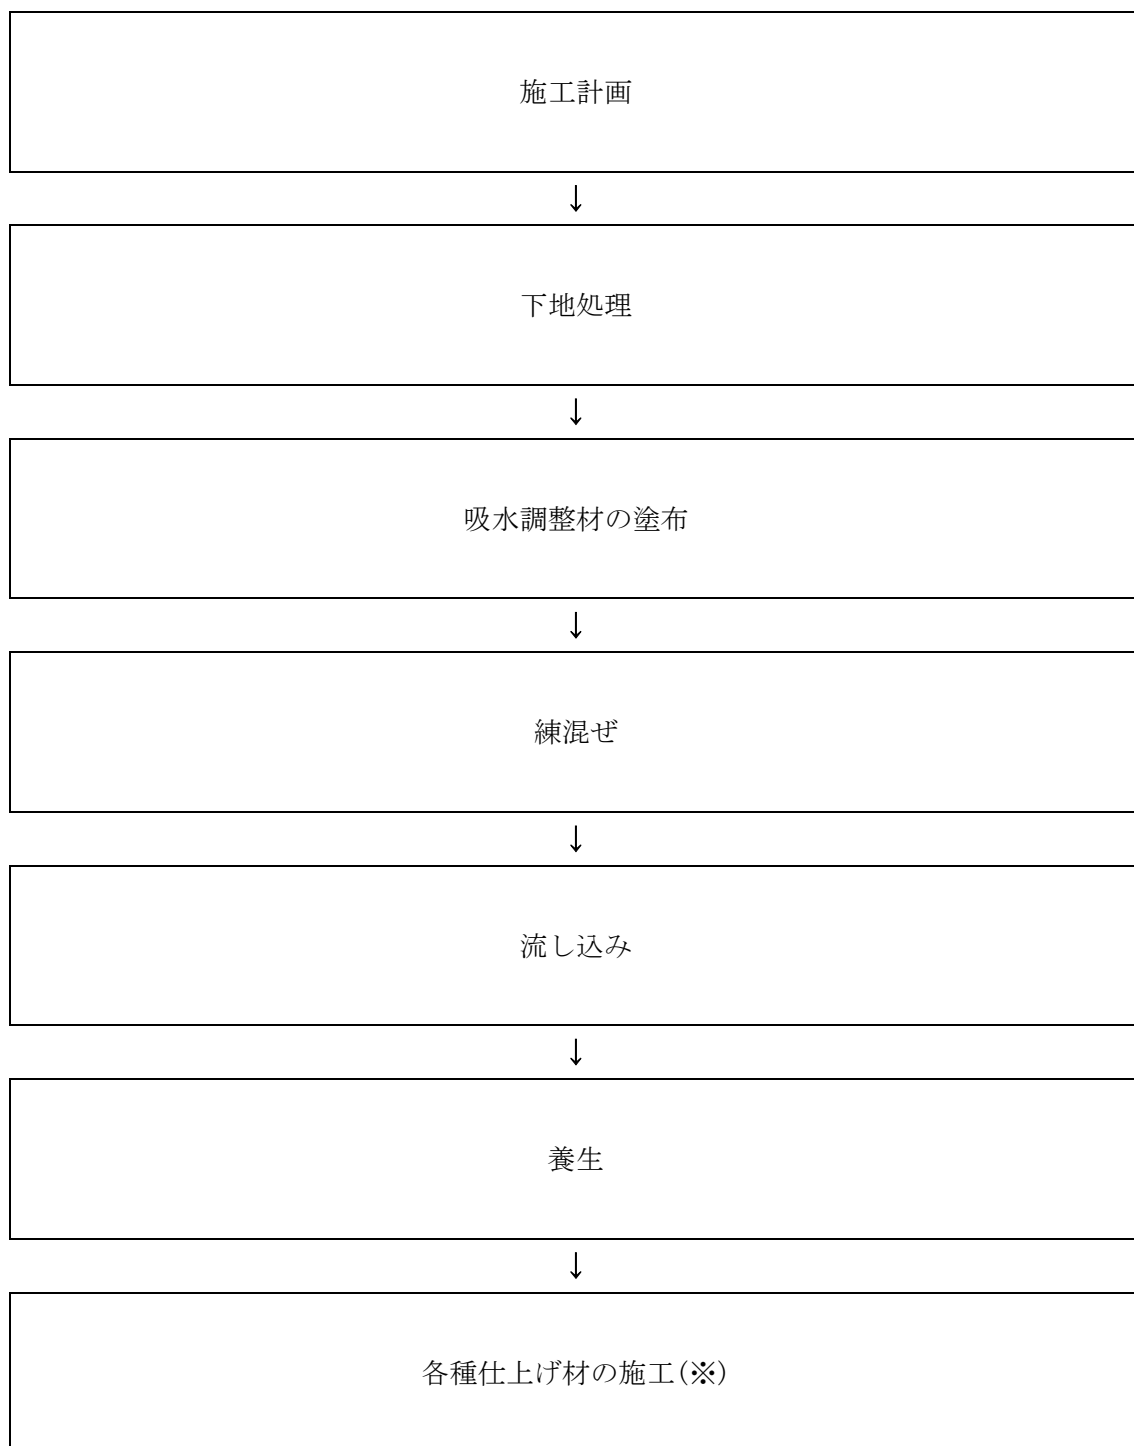 施工計画
↓
下地処理
↓
吸水調整材の塗布
↓
練混ぜ
↓
流し込み
↓
養生
↓
各種仕上げ材の施工(※)